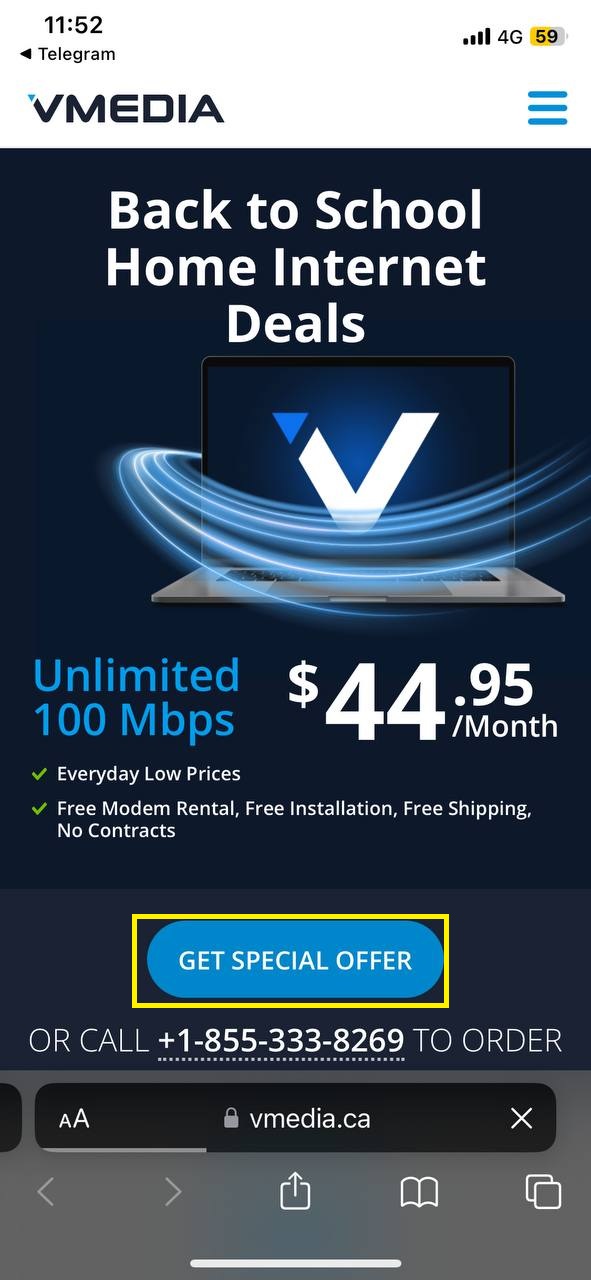 11:52
4G 59
◀ Telegram
VMEDIA
Back to School
Home Internet
Deals
Unlimited
100 Mbps
$44.95
/Month
Everyday Low Prices
Free Modem Rental, Free Installation, Free Shipping,
No Contracts
GET SPECIAL OFFER
OR CALL +1-855-333-8269 TO ORDER
AA vmedia.ca